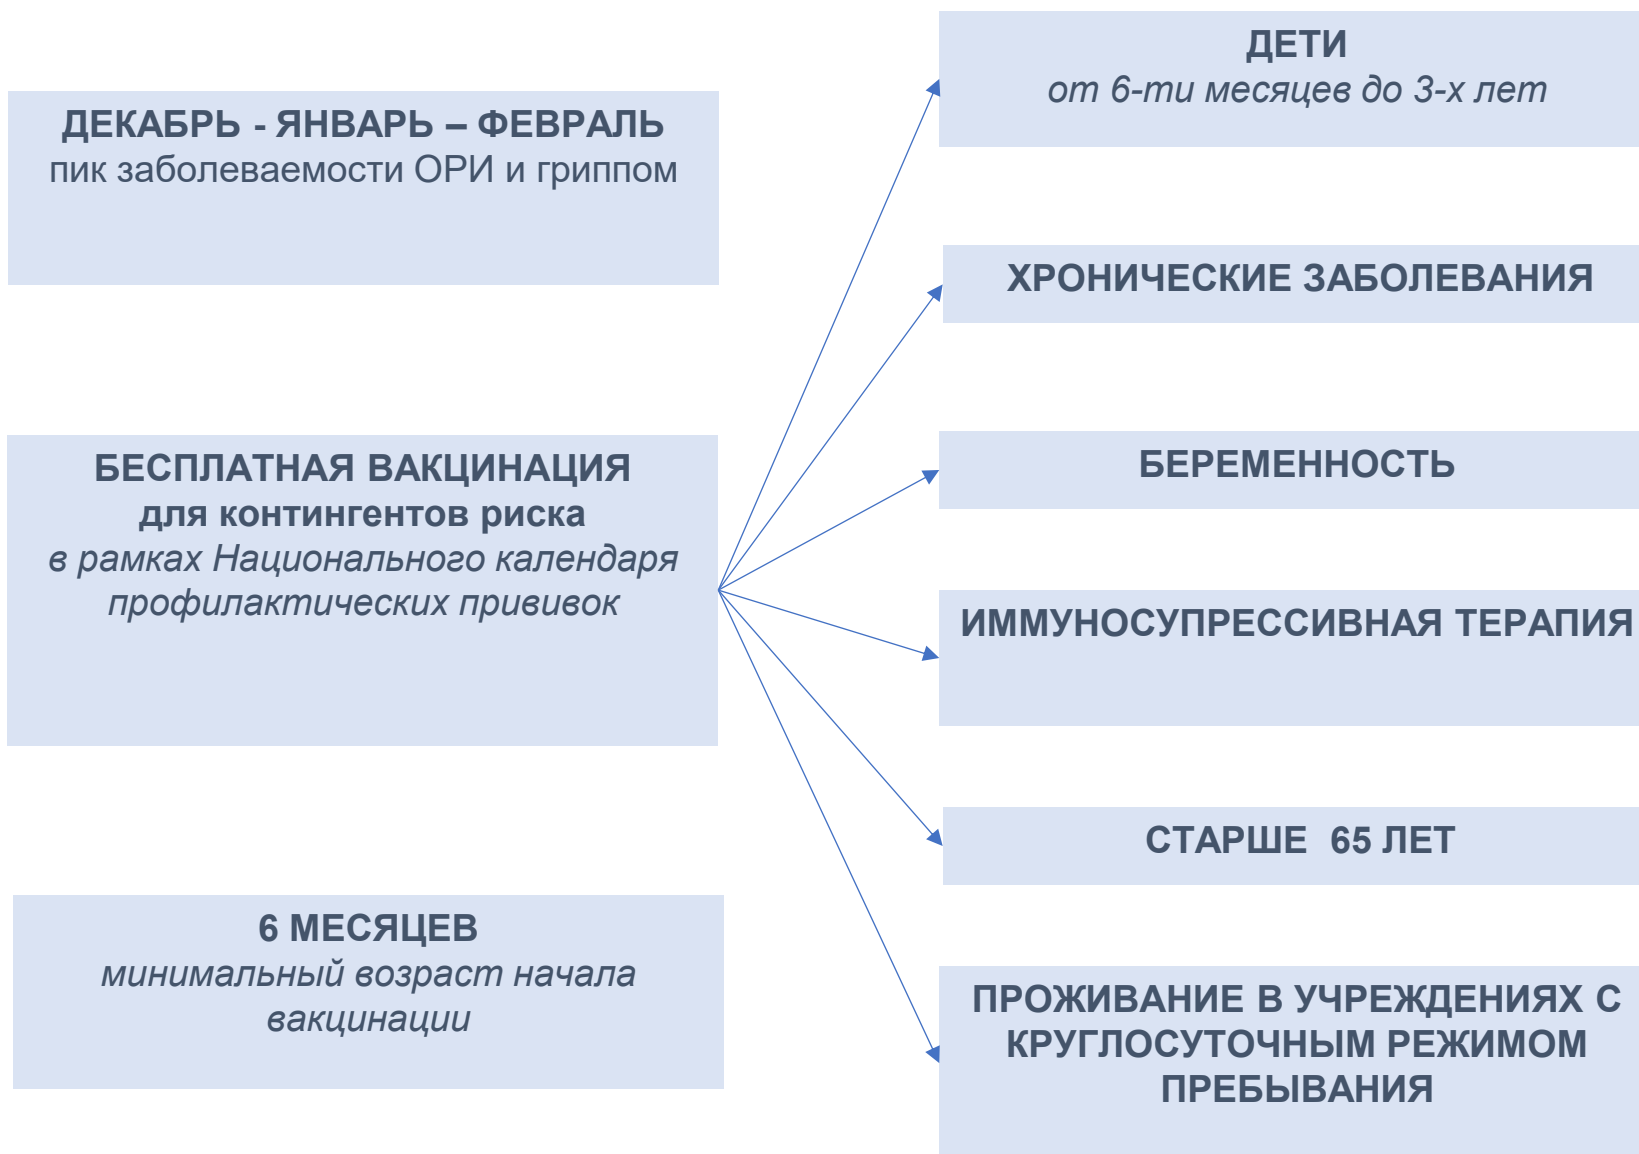 ДЕКАБРЬ - ЯНВАРЬ – ФЕВРАЛЬ
пик заболеваемости ОРИ и гриппом
БЕСПЛАТНАЯ ВАКЦИНАЦИЯ
для контингентов риска
в рамках Национального календаря
профилактических прививок
6 МЕСЯЦЕВ
минимальный возраст начала
вакцинации
ДЕТИ
от 6-ти месяцев до 3-х лет
ХРОНИЧЕСКИЕ ЗАБОЛЕВАНИЯ
БЕРЕМЕННОСТЬ
ИММУНОСУПРЕССИВНАЯ ТЕРАПИЯ
СТАРШЕ  65 ЛЕТ
ПРОЖИВАНИЕ В УЧРЕЖДЕНИЯХ С
КРУГЛОСУТОЧНЫМ РЕЖИМОМ
ПРЕБЫВАНИЯ